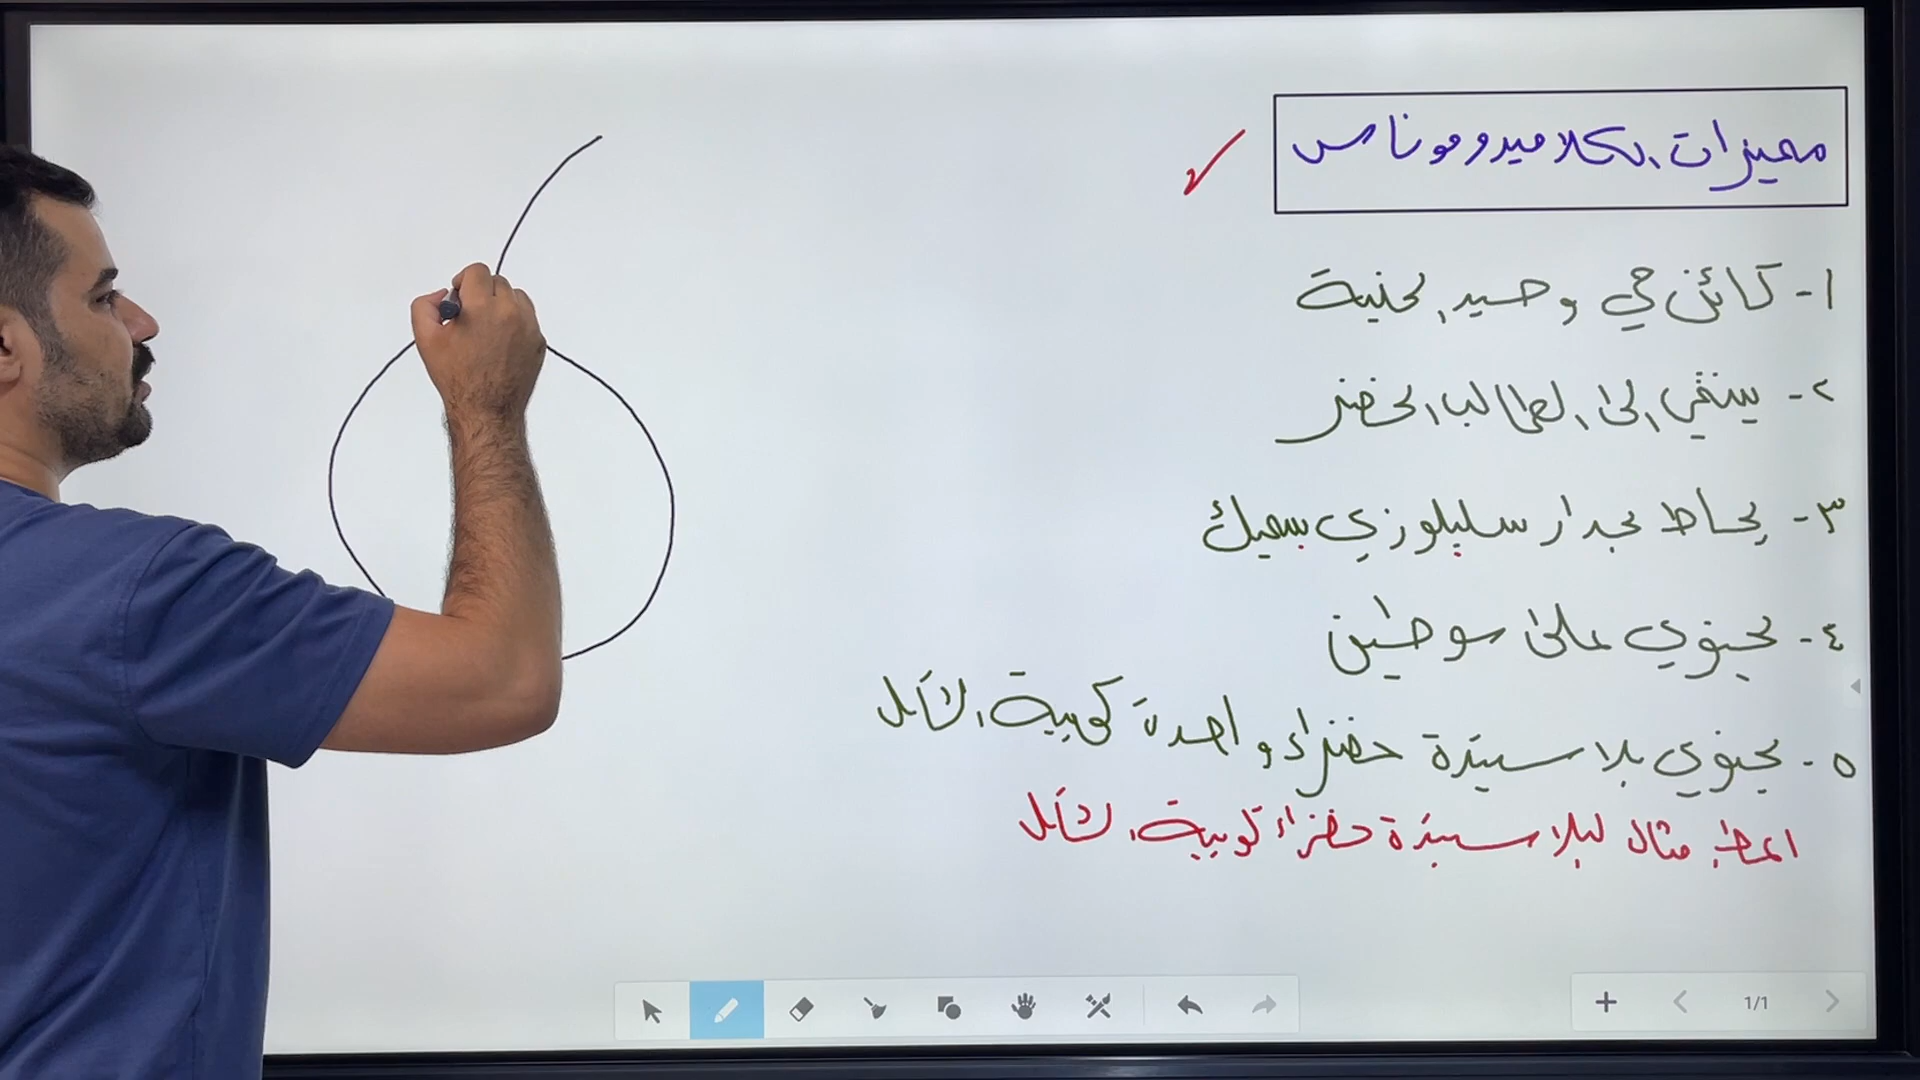 مميزات الكلاميدوموناس
١- كائن حي وحيد الخلية
٢- ينتمي الى الطحالب الخضر
٣- يحاط بجدار سليلوزي سميك
٤- يحتوي على سوطين
٥- يحتوي بلاستيدة خضراء واحدة كوبية الشكل
اعط مثال لبلاستيدة خضراء كوبية الشكل
1/1